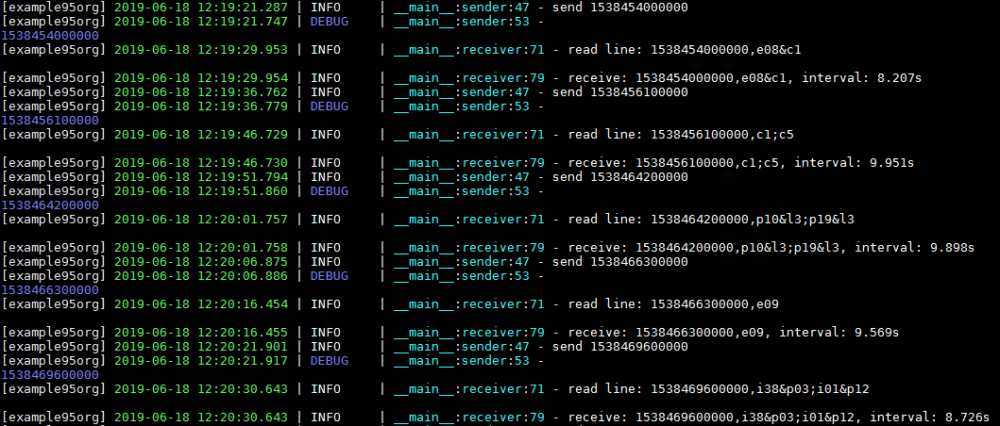 [example95org] 2019-06-18 12:19:21.287 | INFO     | __main__:sender:47 - send 1538454000000
[example95org] 2019-06-18 12:19:21.747 | DEBUG    | __main__:sender:53 -
1538454000000
[example95org] 2019-06-18 12:19:29.953 | INFO     | __main__:receiver:71 - read line: 1538454000000,e08&c1
[example95org] 2019-06-18 12:19:29.954 | INFO     | __main__:receiver:79 - receive: 1538454000000,e08&c1, interval: 8.207s
[example95org] 2019-06-18 12:19:36.762 | INFO     | __main__:sender:47 - send 1538456100000
[example95org] 2019-06-18 12:19:36.779 | DEBUG    | __main__:sender:53 -
1538456100000
[example95org] 2019-06-18 12:19:46.729 | INFO     | __main__:receiver:71 - read line: 1538456100000,c1;c5
[example95org] 2019-06-18 12:19:46.730 | INFO     | __main__:receiver:79 - receive: 1538456100000,c1;c5, interval: 9.951s
[example95org] 2019-06-18 12:19:51.794 | INFO     | __main__:sender:47 - send 1538464200000
[example95org] 2019-06-18 12:19:51.860 | DEBUG    | __main__:sender:53 -
1538464200000
[example95org] 2019-06-18 12:20:01.757 | INFO     | __main__:receiver:71 - read line: 1538464200000,p10&l3;p19&l3
[example95org] 2019-06-18 12:20:01.758 | INFO     | __main__:receiver:79 - receive: 1538464200000,p10&l3;p19&l3, interval: 9.898s
[example95org] 2019-06-18 12:20:06.875 | INFO     | __main__:sender:47 - send 1538466300000
[example95org] 2019-06-18 12:20:06.886 | DEBUG    | __main__:sender:53 -
1538466300000
[example95org] 2019-06-18 12:20:16.454 | INFO     | __main__:receiver:71 - read line: 1538466300000,e09
[example95org] 2019-06-18 12:20:16.455 | INFO     | __main__:receiver:79 - receive: 1538466300000,e09, interval: 9.569s
[example95org] 2019-06-18 12:20:21.901 | INFO     | __main__:sender:47 - send 1538469600000
[example95org] 2019-06-18 12:20:21.917 | DEBUG    | __main__:sender:53 -
1538469600000
[example95org] 2019-06-18 12:20:30.643 | INFO     | __main__:receiver:71 - read line: 1538469600000,i38&p03;i01&p12
[example95org] 2019-06-18 12:20:30.643 | INFO     | __main__:receiver:79 - receive: 1538469600000,i38&p03;i01&p12, interval: 8.726s